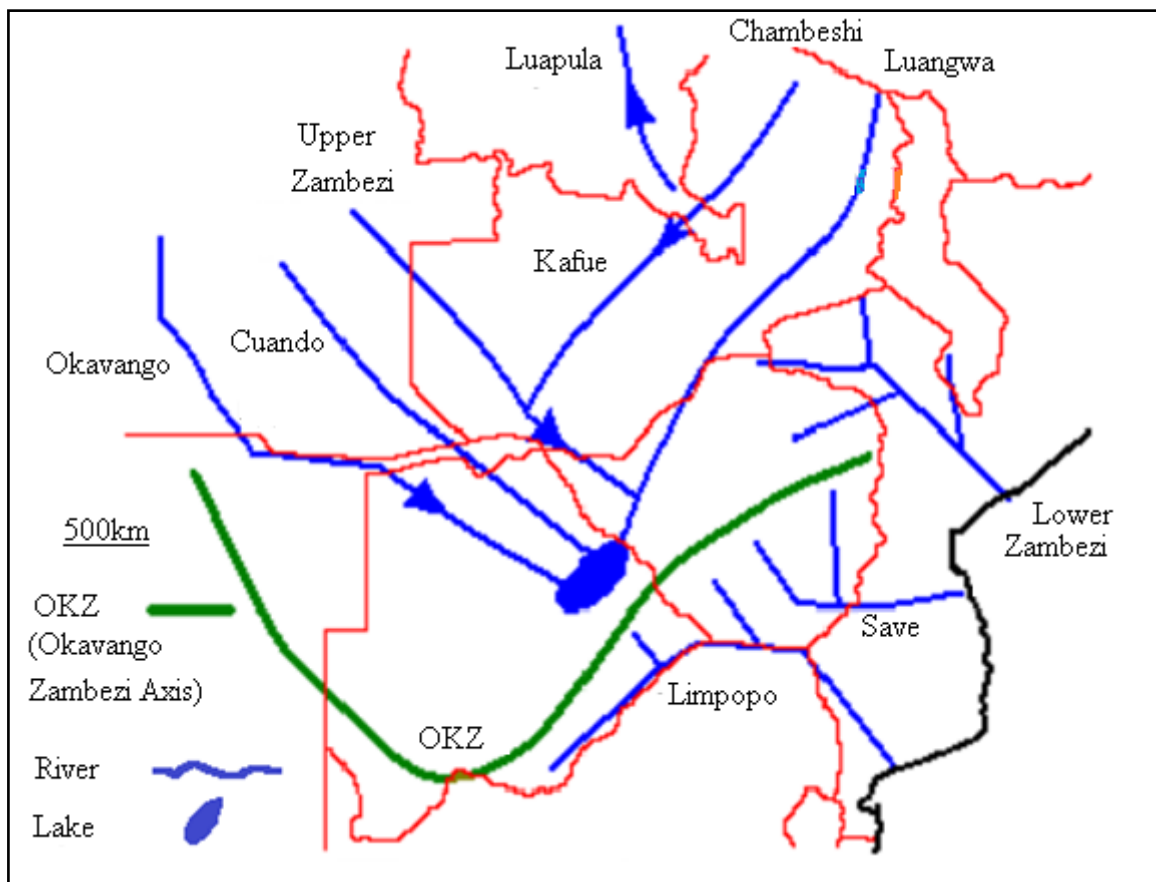 Chambeshi
Luapula
Luangwa
Upper
Zambezi
Kafue
Cuando
Okavango
500km
Lower
Zambezi
OKZ
(Okavango
Zambezi Axis)
Save
Limpopo
OKZ
River
Lake